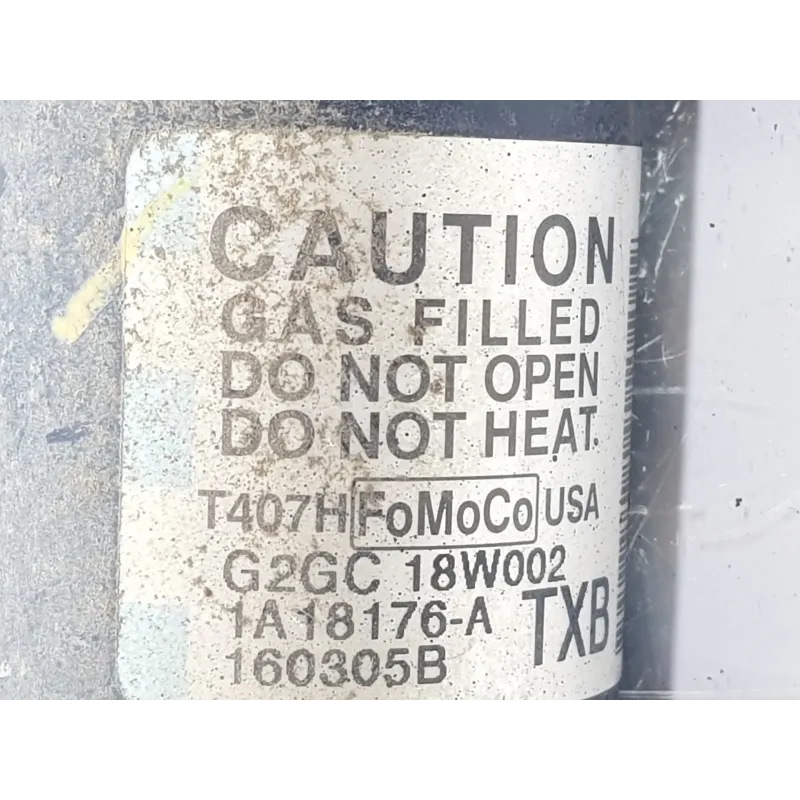 CAUTION
GAS FILLED
DO NOT OPEN
DO NOT HEAT.
T407H FoMoCo USA
G2GC 18W002
1A18176-A TXB
160305B